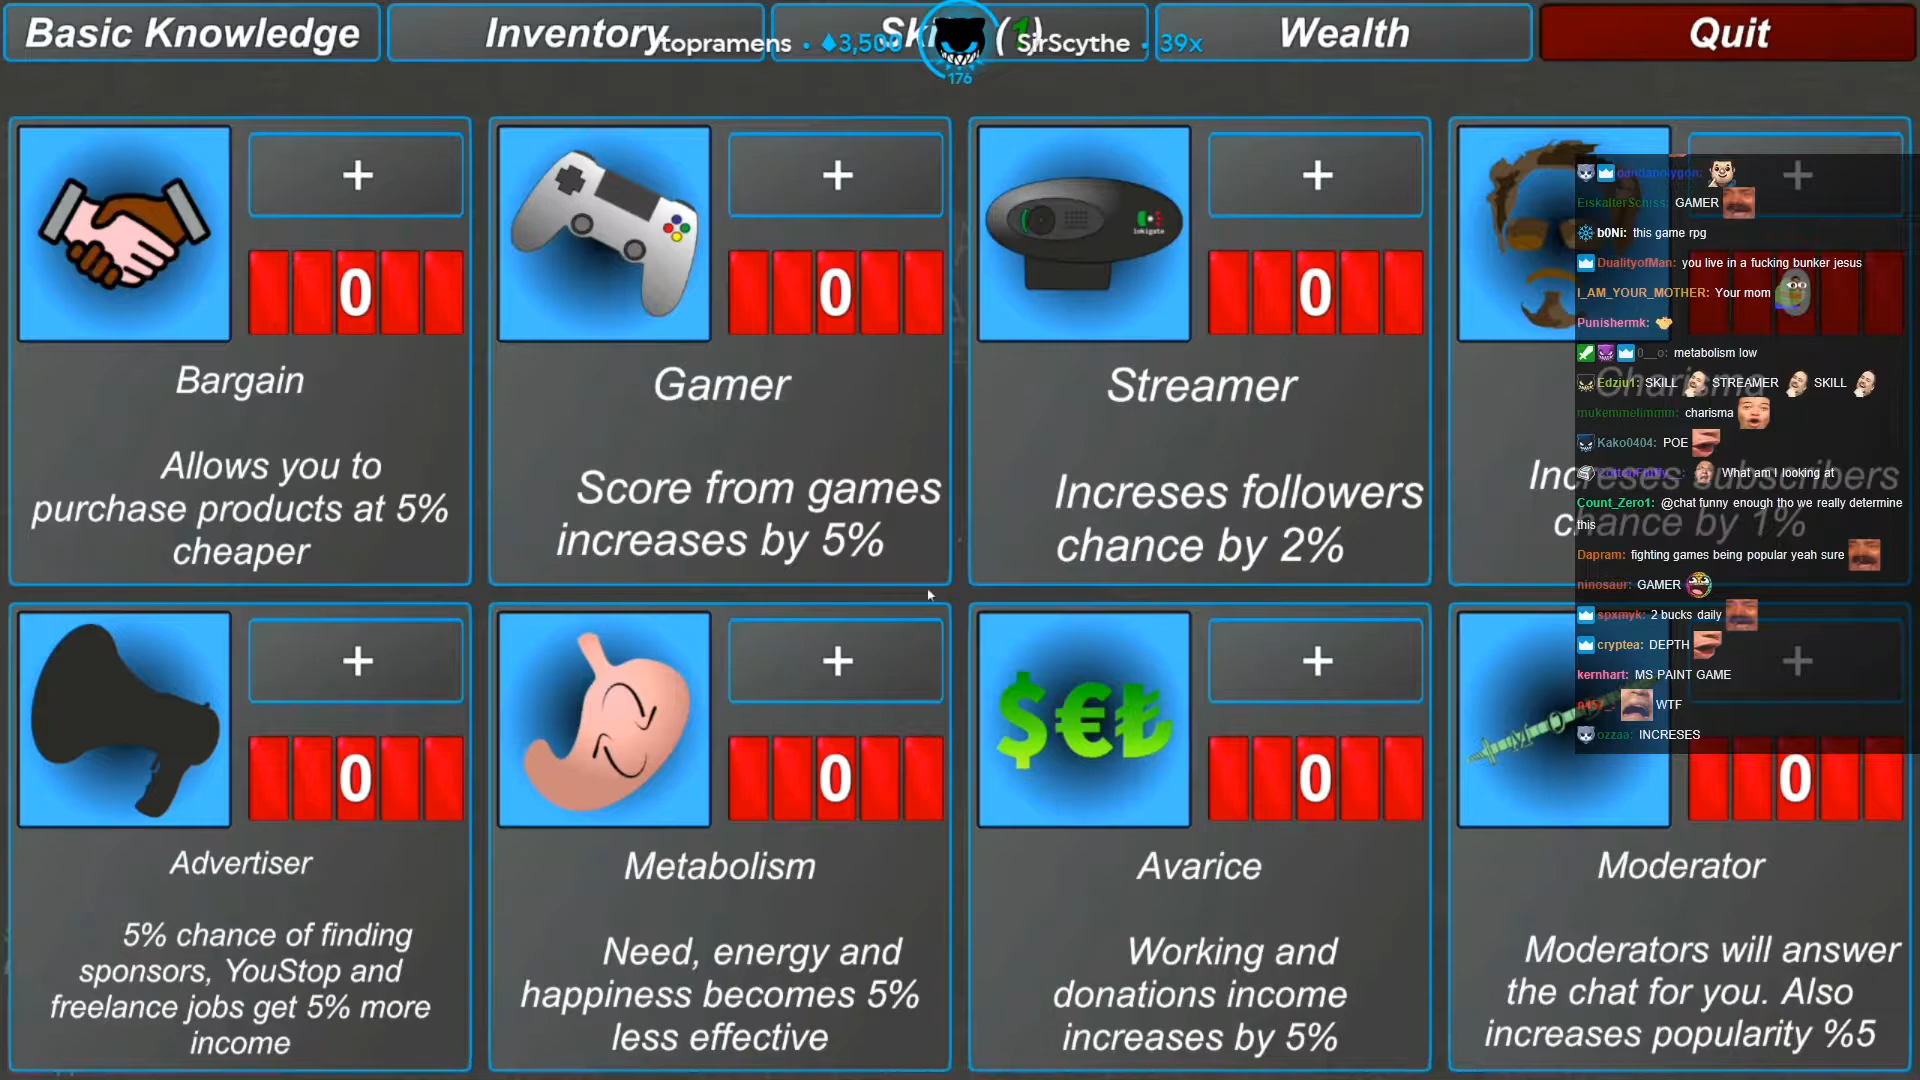 Basic Knowledge
Inventory
topramens • 3,500
(1)
SirScythe • 39x
176
Wealth
Quit
+
0
Bargain
Allows you to
purchase products at 5%
cheaper
+
0
Gamer
Score from games
increases by 5%
+
inkigate
0
Streamer
Increses followers
chance by 2%
+
Charisma
Increses subscribers
chance by 1%
EiskalterSchiss: GAMER
b0Ni: this game rpg
DualityofMan: you live in a fucking bunker jesus
I_AM_YOUR_MOTHER: Your mom
Punishermk:
0__o: metabolism low
Edziu1: SKILL STREAMER SKILL
mukemmelimmm: charisma
Kako0404: POE
What am I looking at
Count_Zero1: @chat funny enough tho we really determine
this
Dapram: fighting games being popular yeah sure
ninosaur: GAMER
spxmyk: 2 bucks daily
cryptea: DEPTH
kernhart: MS PAINT GAME
WTF
ozzaa: INCRESES
+
0
Advertiser
5% chance of finding
sponsors, YouStop and
freelance jobs get 5% more
income
+
0
Metabolism
Need, energy and
happiness becomes 5%
less effective
$€₺
+
0
Avarice
Working and
donations income
increases by 5%
+
0
Moderator
Moderators will answer
the chat for you. Also
increases popularity %5